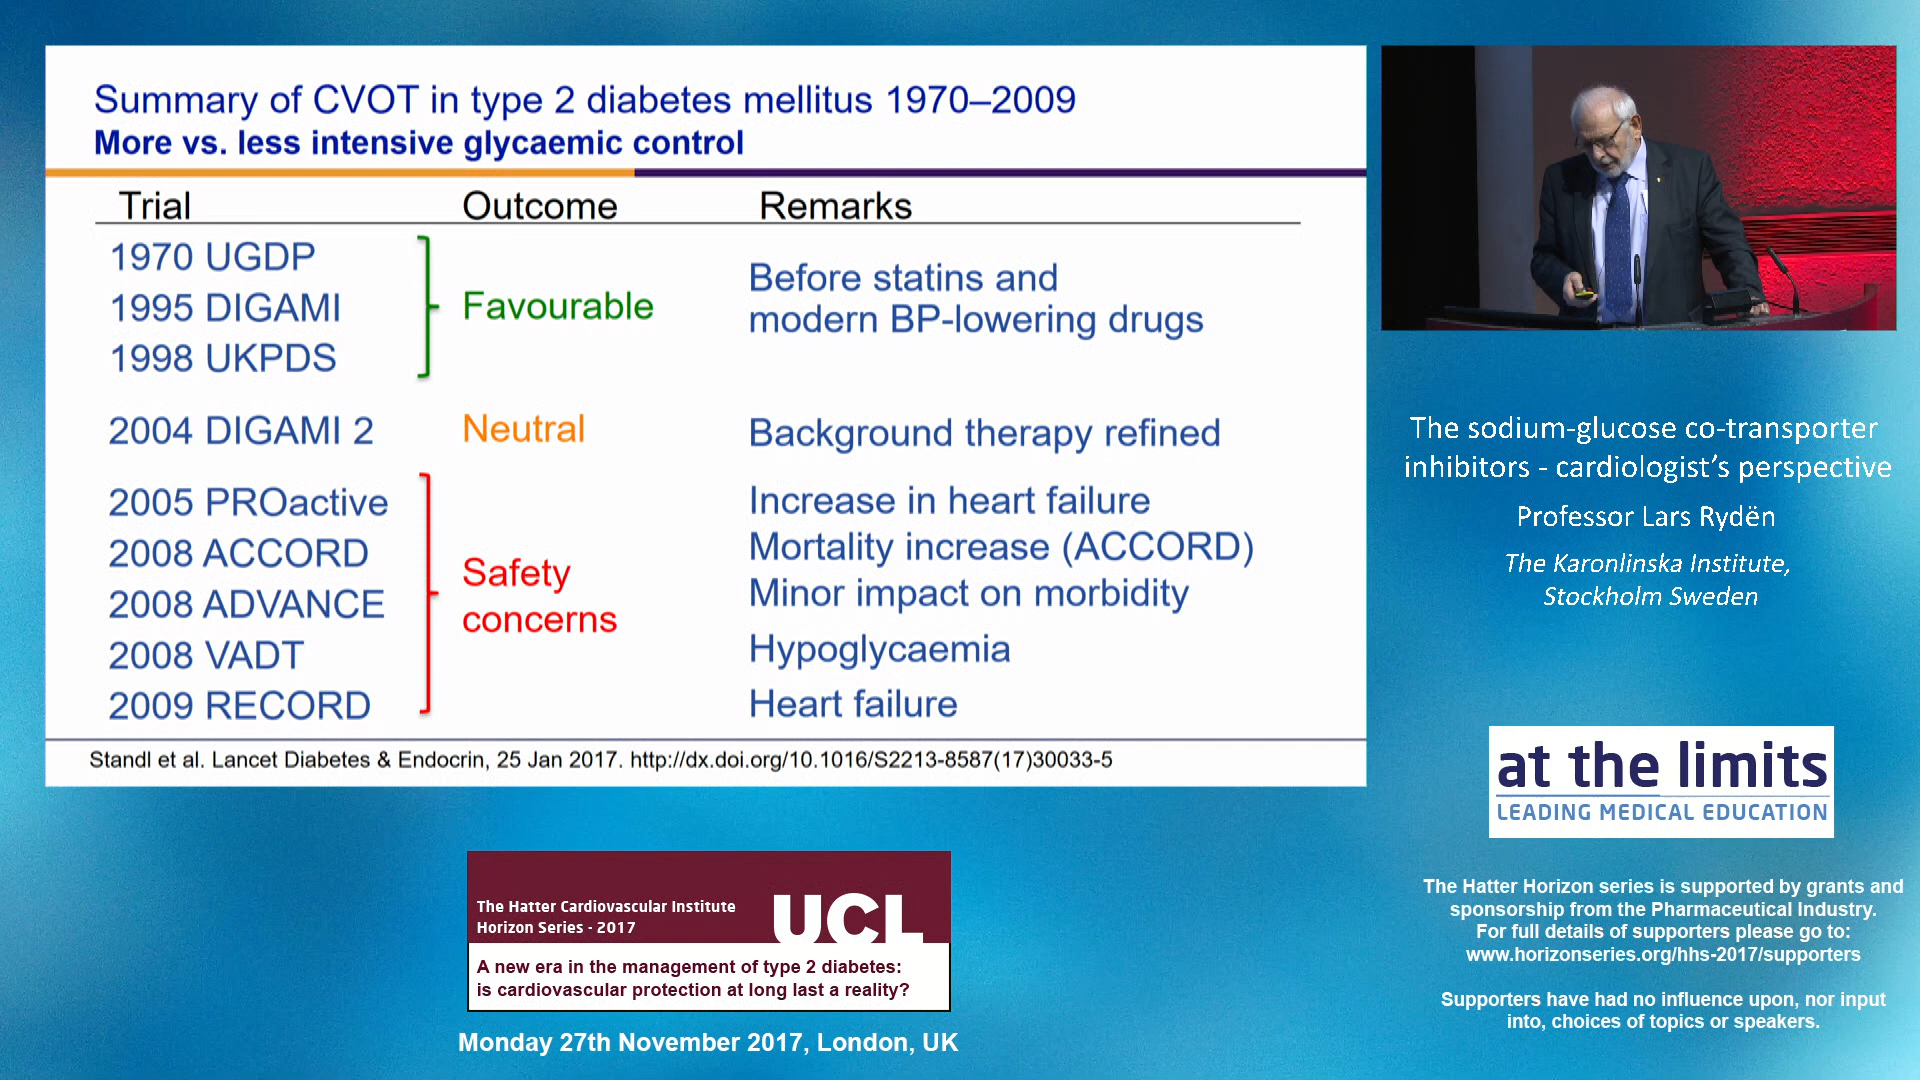 Summary of CVOT in type 2 diabetes mellitus 1970–2009
More vs. less intensive glycaemic control
Trial Outcome Remarks
1970 UGDP
1995 DIGAMI
1998 UKPDS
Favourable
Before statins and
modern BP-lowering drugs
2004 DIGAMI 2 Neutral Background therapy refined
2005 PROactive
2008 ACCORD
2008 ADVANCE
2008 VADT
2009 RECORD
Safety
concerns
Increase in heart failure
Mortality increase (ACCORD)
Minor impact on morbidity
Hypoglycaemia
Heart failure
Standl et al. Lancet Diabetes & Endocrin, 25 Jan 2017. http://dx.doi.org/10.1016/S2213-8587(17)30033-5
The sodium-glucose co-transporter
inhibitors - cardiologist’s perspective
Professor Lars Rydën
The Karonlinska Institute,
Stockholm Sweden
at the limits
LEADING MEDICAL EDUCATION
The Hatter Horizon series is supported by grants and
sponsorship from the Pharmaceutical Industry.
For full details of supporters please go to:
www.horizonseries.org/hhs-2017/supporters
Supporters have had no influence upon, nor input
into, choices of topics or speakers.
The Hatter Cardiovascular Institute
Horizon Series - 2017
UCL
A new era in the management of type 2 diabetes:
is cardiovascular protection at long last a reality?
Monday 27th November 2017, London, UK